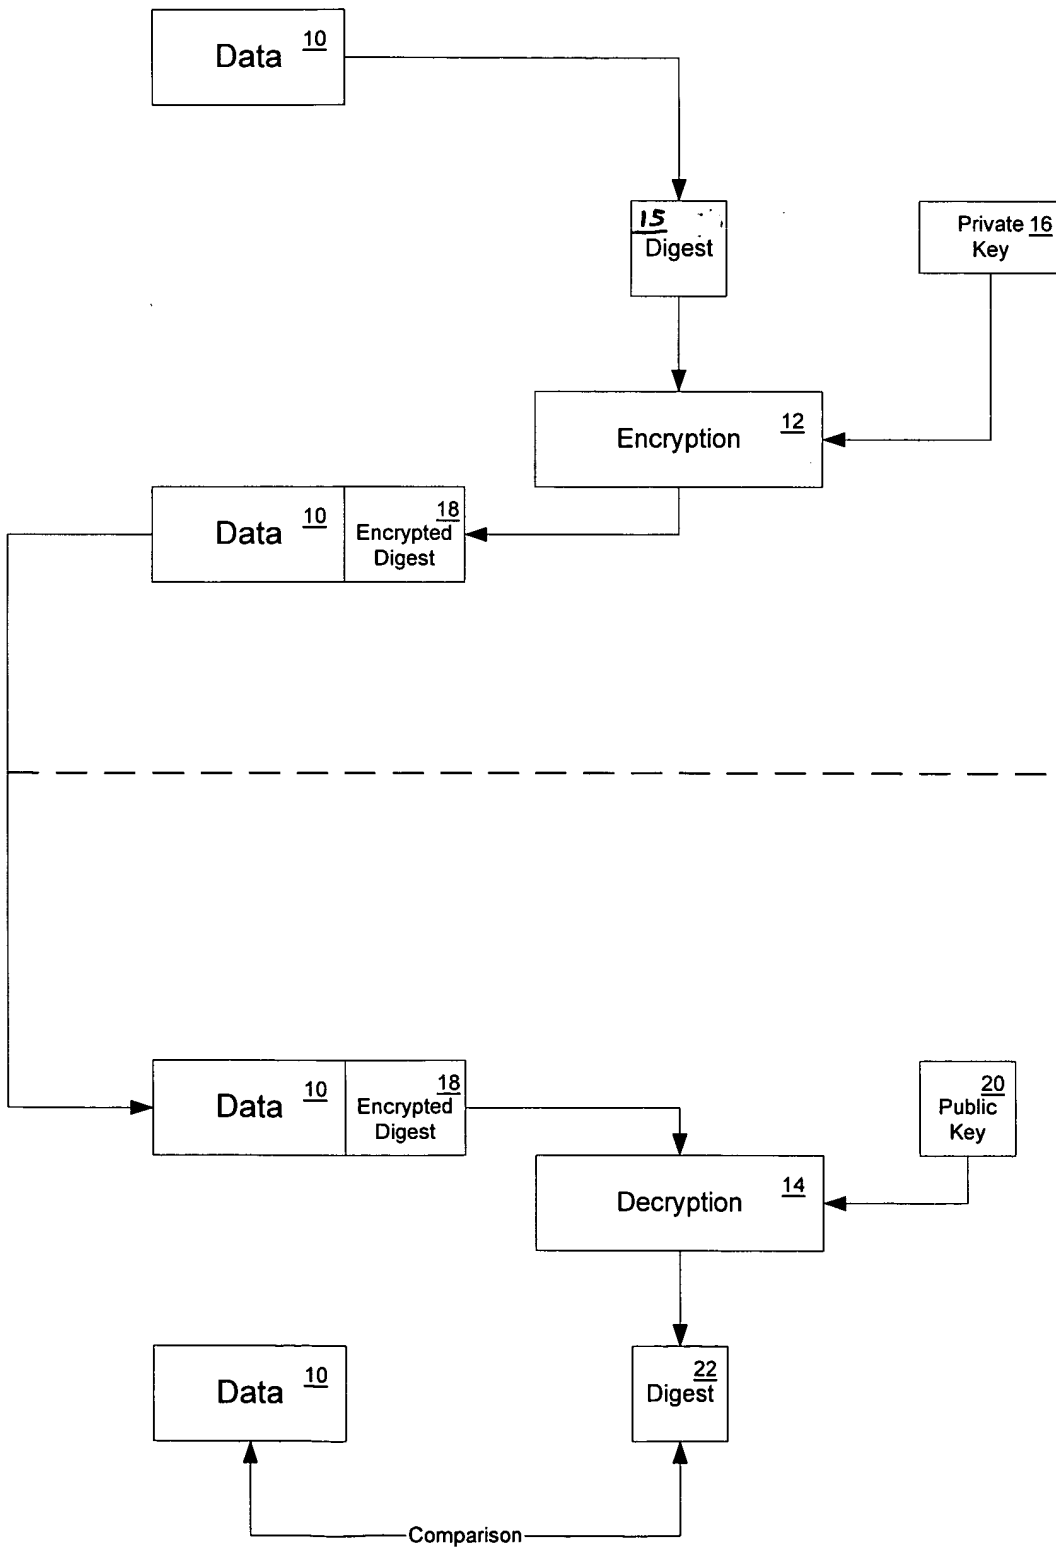 Data 10
15
Digest
Private 16
Key
Encryption 12
Data 10
18
Encrypted
Digest
Data 10
18
Encrypted
Digest
20
Public
Key
Decryption 14
Data 10
22
Digest
Comparison